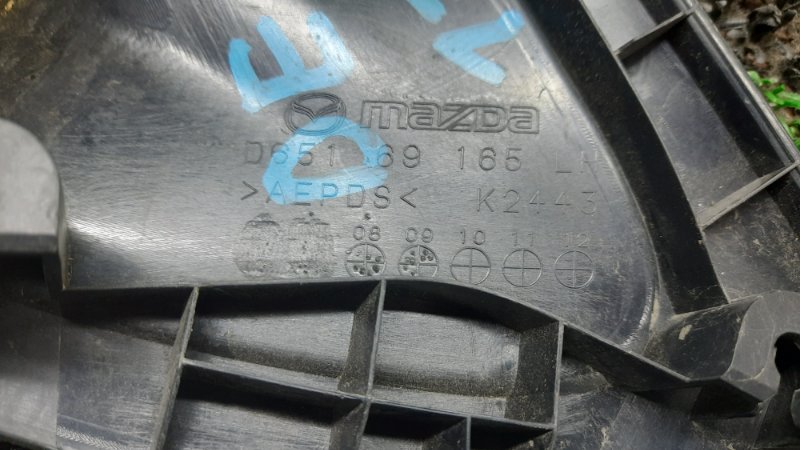 DE
mazda
D651 69 165 LH
>AEPDS< K2443
08 09 10 11 12